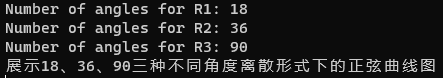 Number of angles for R1: 18
Number of angles for R2: 36
Number of angles for R3: 90
展示18、36、90三种不同角度离散形式下的正弦曲线图